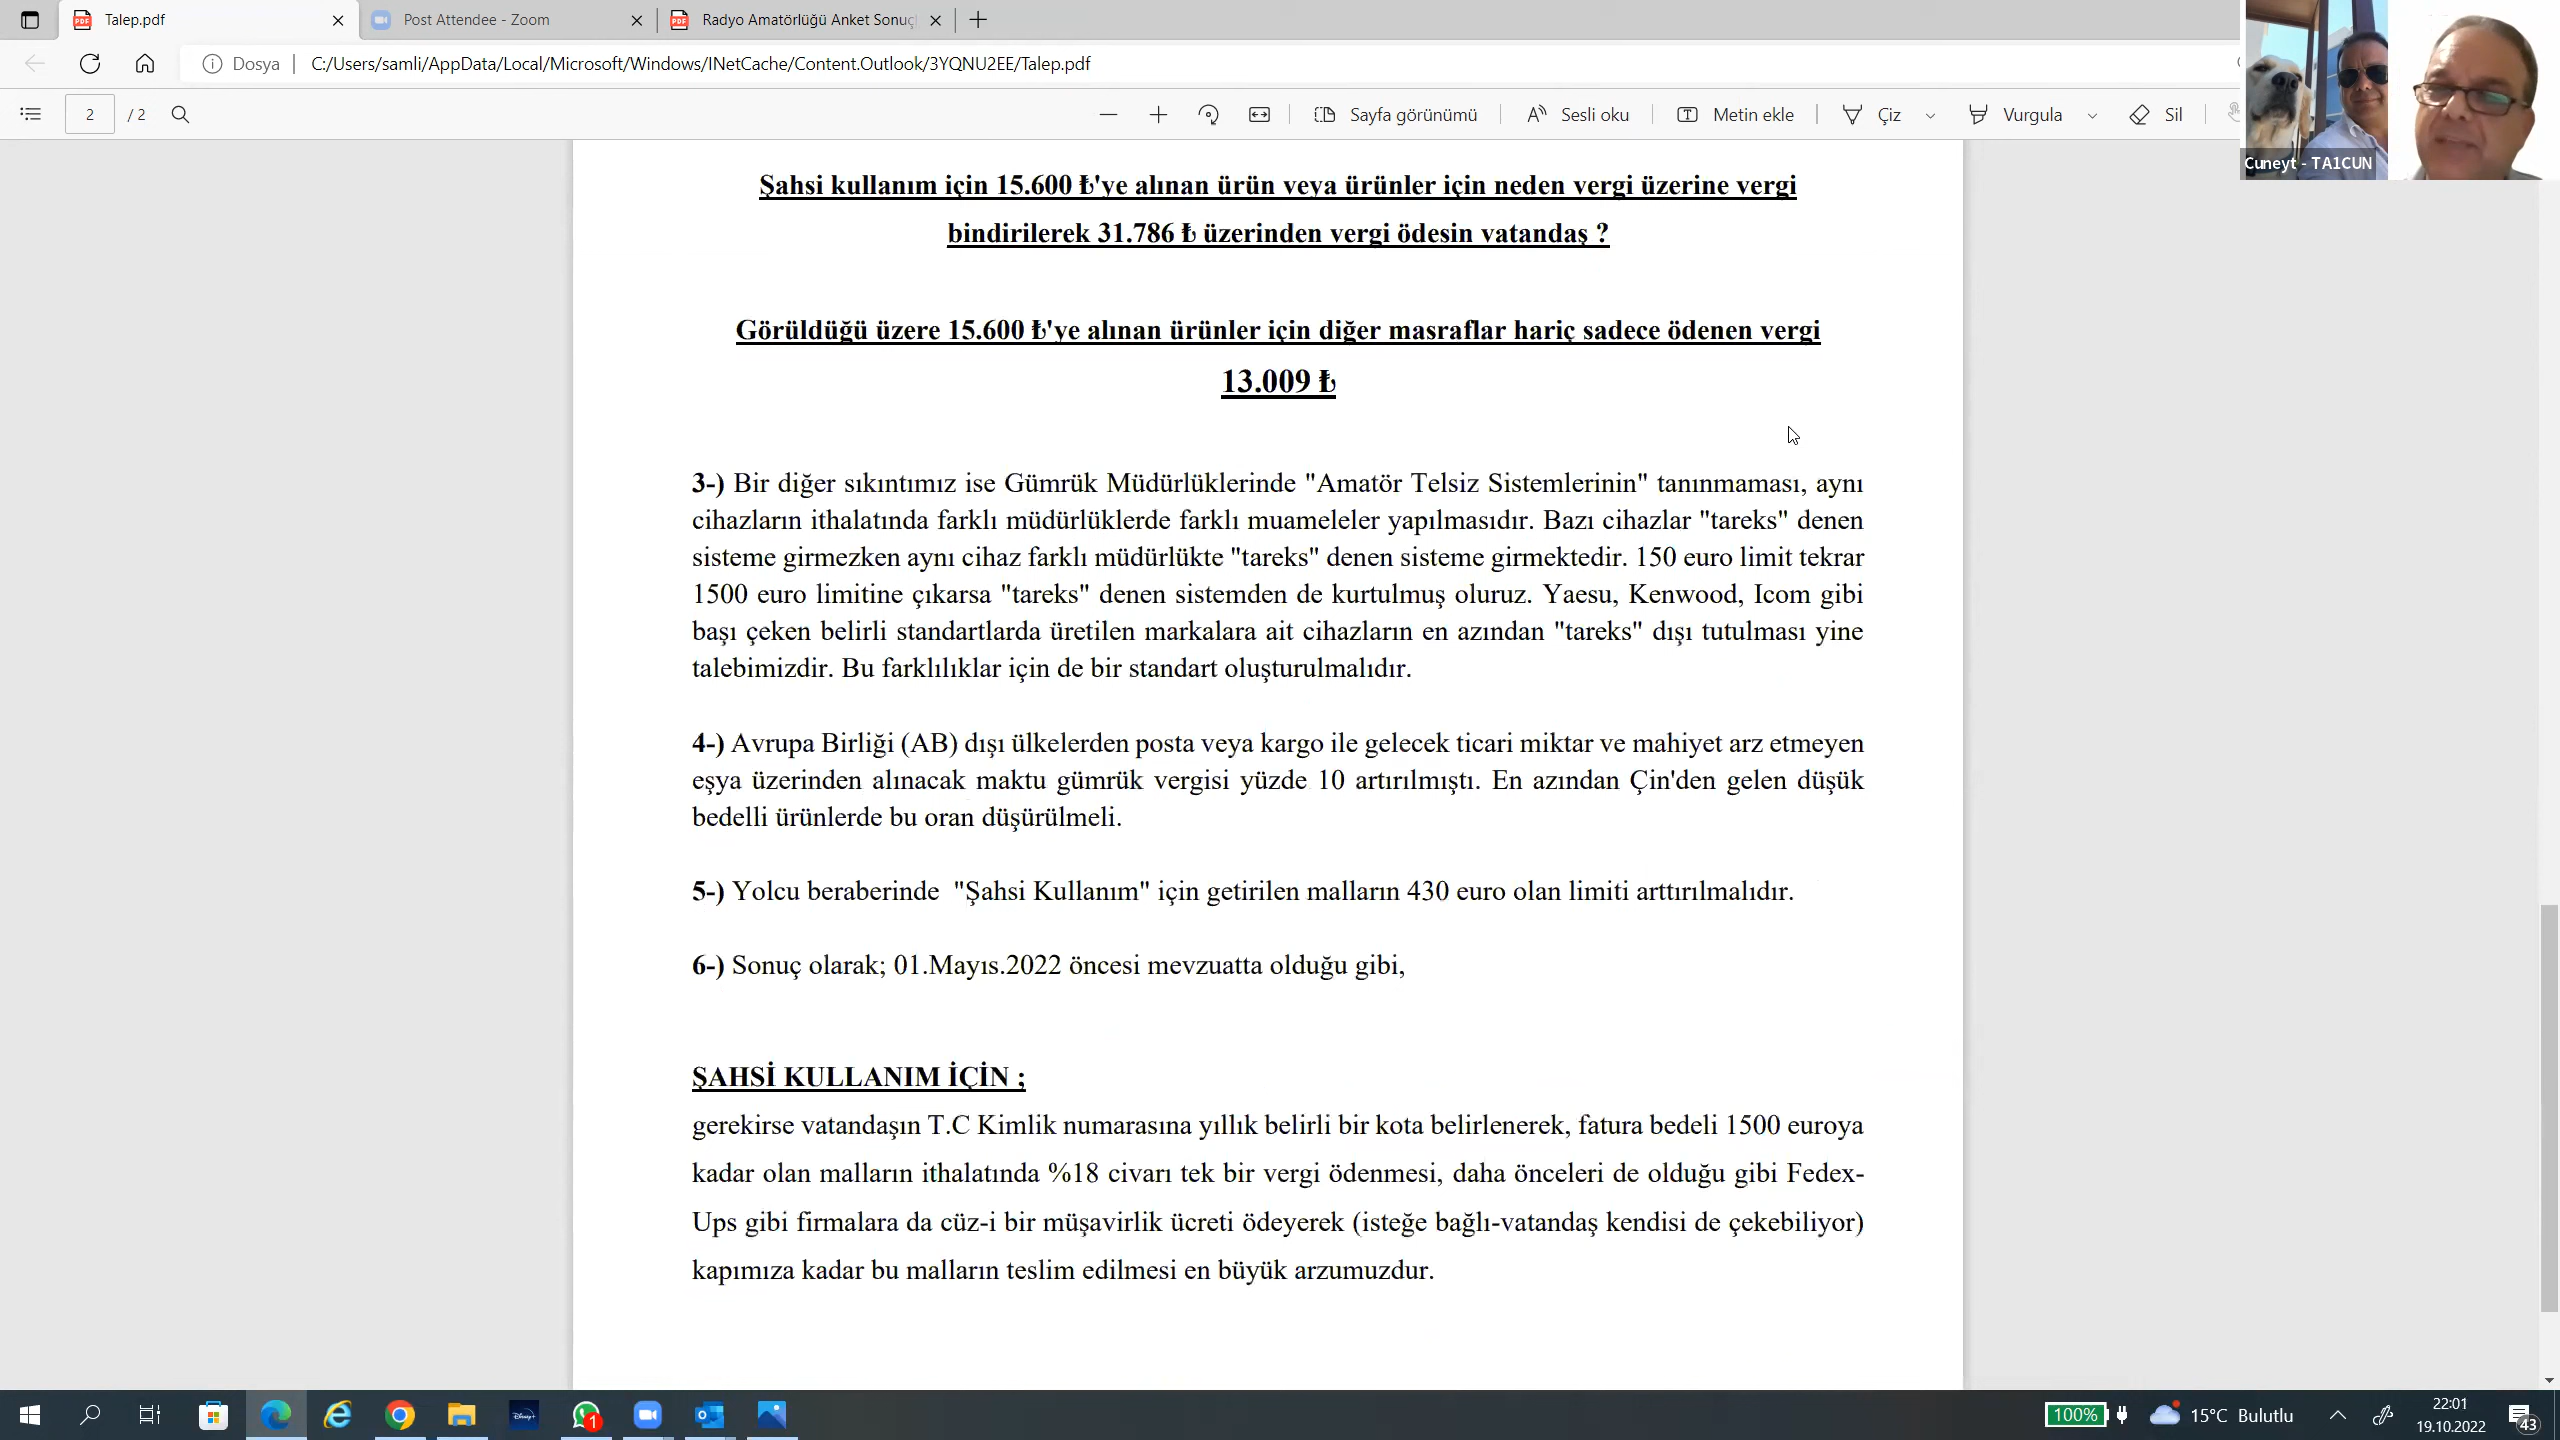 Talep.pdf
Post Attendee - Zoom
Radyo Amatörlüğü Anket Sonuç
Dosya
C:/Users/samli/AppData/Local/Microsoft/Windows/INetCache/Content.Outlook/3YQNU2EE/Talep.pdf
2 / 2
Sayfa görünümü
Sesli oku
Metin ekle
Çiz
Vurgula
Sil
Cuneyt - TA1CUN
Şahsi kullanım için 15.600 ₺'ye alınan ürün veya ürünler için neden vergi üzerine vergi
bindirilerek 31.786 ₺ üzerinden vergi ödesin vatandaş ?
Görüldüğü üzere 15.600 ₺'ye alınan ürünler için diğer masraflar hariç sadece ödenen vergi
13.009 ₺
3-) Bir diğer sıkıntımız ise Gümrük Müdürlüklerinde "Amatör Telsiz Sistemlerinin" tanınmaması, aynı
cihazların ithalatında farklı müdürlüklerde farklı muameleler yapılmasıdır. Bazı cihazlar "tareks" denen
sisteme girmezken aynı cihaz farklı müdürlükte "tareks" denen sisteme girmektedir. 150 euro limit tekrar
1500 euro limitine çıkarsa "tareks" denen sistemden de kurtulmuş oluruz. Yaesu, Kenwood, Icom gibi
başı çeken belirli standartlarda üretilen markalara ait cihazların en azından "tareks" dışı tutulması yine
talebimizdir. Bu farklılıklar için de bir standart oluşturulmalıdır.
4-) Avrupa Birliği (AB) dışı ülkelerden posta veya kargo ile gelecek ticari miktar ve mahiyet arz etmeyen
eşya üzerinden alınacak maktu gümrük vergisi yüzde 10 artırılmıştı. En azından Çin'den gelen düşük
bedelli ürünlerde bu oran düşürülmeli.
5-) Yolcu beraberinde "Şahsi Kullanım" için getirilen malların 430 euro olan limiti arttırılmalıdır.
6-) Sonuç olarak; 01.Mayıs.2022 öncesi mevzuatta olduğu gibi,
ŞAHSİ KULLANIM İÇİN ;
gerekirse vatandaşın T.C Kimlik numarasına yıllık belirli bir kota belirlenerek, fatura bedeli 1500 euroya
kadar olan malların ithalatında %18 civarı tek bir vergi ödenmesi, daha önceleri de olduğu gibi Fedex-
Ups gibi firmalara da cüz-i bir müşavirlik ücreti ödeyerek (isteğe bağlı-vatandaş kendisi de çekebiliyor)
kapımıza kadar bu malların teslim edilmesi en büyük arzumuzdur.
Disney+
1
100%
15°C Bulutlu
22:01
19.10.2022
43